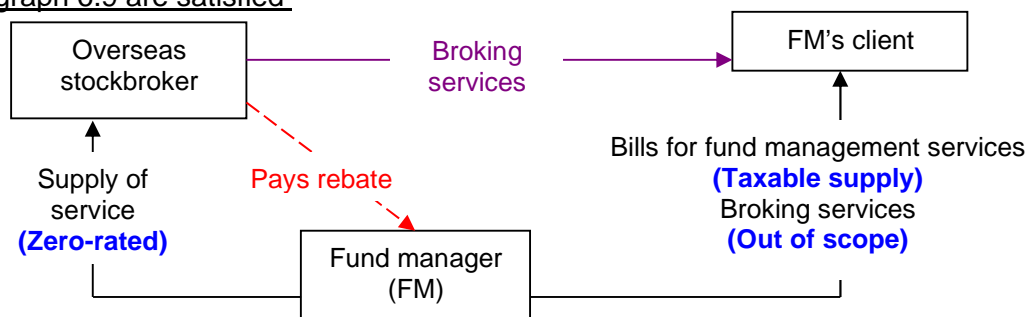 graph 6.9 are satisfied
Overseas
stockbroker
Broking
services
FM's client
Supply of
service
(Zero-rated)
Pays rebate
Bills for fund management services
(Taxable supply)
Broking services
(Out of scope)
Fund manager
(FM)